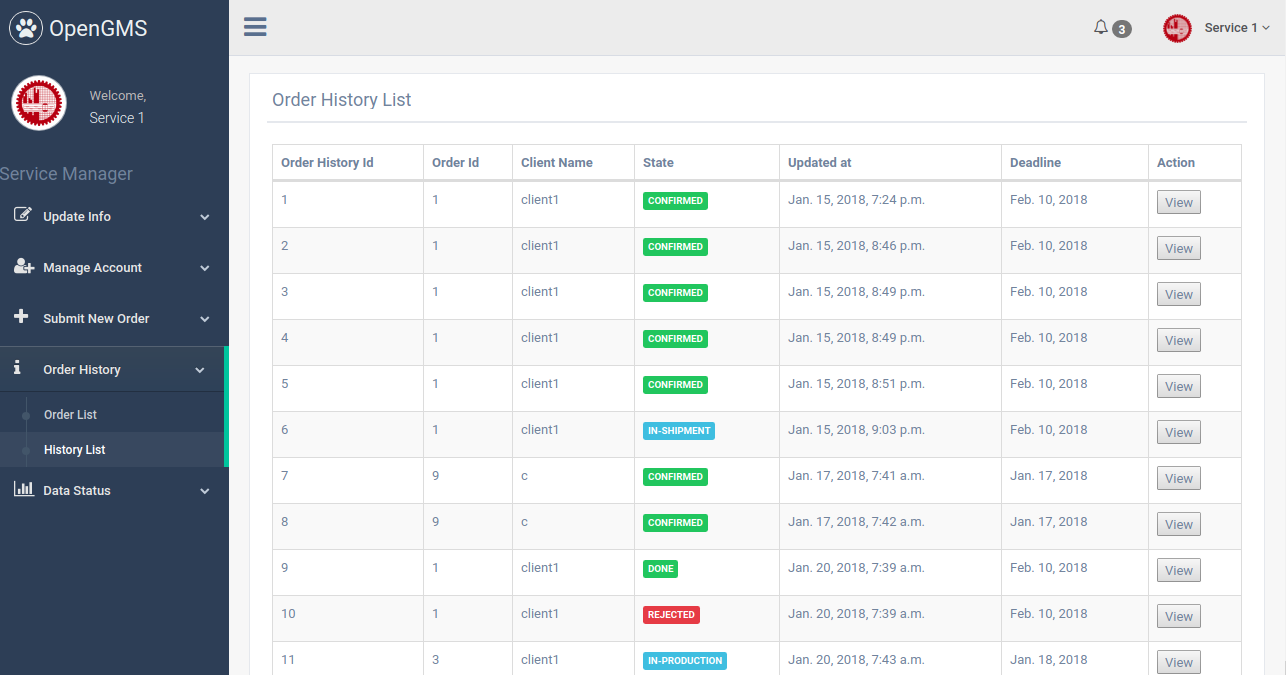 OpenGMS
3
Service 1
Welcome,
Service 1
Service Manager
Update Info
Manage Account
Submit New Order
Order History
Order List
History List
Data Status
Order History List
Order History Id Order Id Client Name State Updated at Deadline Action
1 1 client1 CONFIRMED Jan. 15, 2018, 7:24 p.m. Feb. 10, 2018 View
2 1 client1 CONFIRMED Jan. 15, 2018, 8:46 p.m. Feb. 10, 2018 View
3 1 client1 CONFIRMED Jan. 15, 2018, 8:49 p.m. Feb. 10, 2018 View
4 1 client1 CONFIRMED Jan. 15, 2018, 8:49 p.m. Feb. 10, 2018 View
5 1 client1 CONFIRMED Jan. 15, 2018, 8:51 p.m. Feb. 10, 2018 View
6 1 client1 IN-SHIPMENT Jan. 15, 2018, 9:03 p.m. Feb. 10, 2018 View
7 9 c CONFIRMED Jan. 17, 2018, 7:41 a.m. Jan. 17, 2018 View
8 9 c CONFIRMED Jan. 17, 2018, 7:42 a.m. Jan. 17, 2018 View
9 1 client1 DONE Jan. 20, 2018, 7:39 a.m. Feb. 10, 2018 View
10 1 client1 REJECTED Jan. 20, 2018, 7:39 a.m. Feb. 10, 2018 View
11 3 client1 IN-PRODUCTION Jan. 20, 2018, 7:43 a.m. Jan. 18, 2018 View